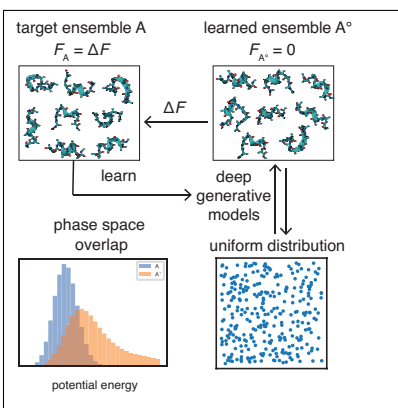 target ensemble A
F_A = ΔF
learned ensemble A°
F_A° = 0
ΔF
learn
deep
generative
models
phase space
overlap
A
A°
potential energy
uniform distribution